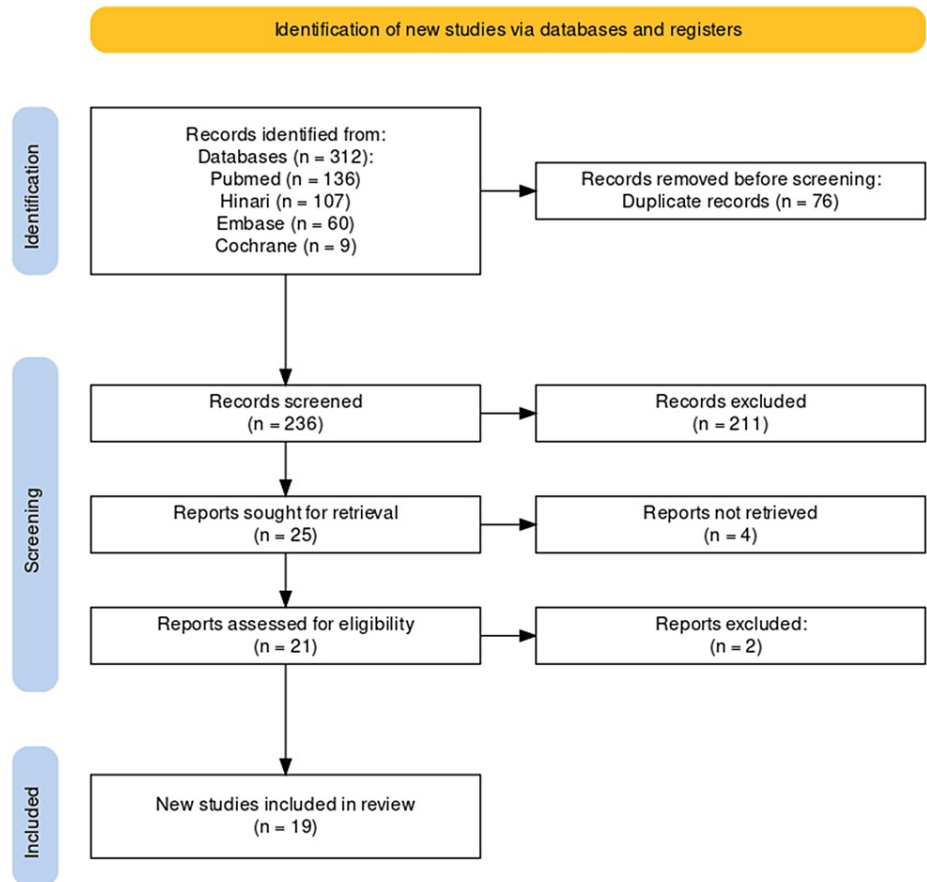 Identification of new studies via databases and registers
Identification
Records identified from:
Databases (n = 312):
Pubmed (n = 136)
Hinari (n = 107)
Embase (n = 60)
Cochrane (n = 9)
Records removed before screening:
Duplicate records (n = 76)
Screening
Records screened
(n = 236)
Records excluded
(n = 211)
Reports sought for retrieval
(n = 25)
Reports not retrieved
(n = 4)
Reports assessed for eligibility
(n = 21)
Reports excluded:
(n = 2)
Included
New studies included in review
(n = 19)